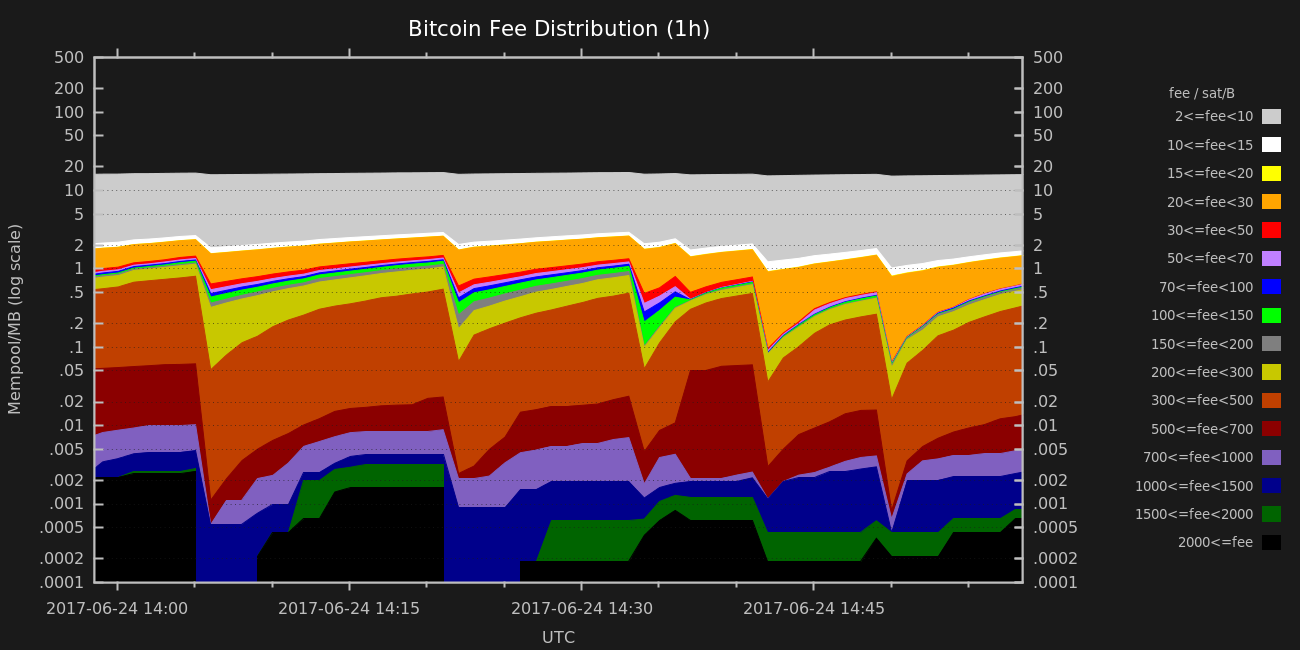 Bitcoin Fee Distribution (1h)
Mempool/MB (log scale)
500
200
100
50
20
10
5
2
1
.5
.2
.1
.05
.02
.01
.005
.002
.001
.0005
.0002
.0001
500
200
100
50
20
10
5
2
1
.5
.2
.1
.05
.02
.01
.005
.002
.001
.0005
.0002
.0001
2017-06-24 14:00
2017-06-24 14:15
2017-06-24 14:30
2017-06-24 14:45
UTC
fee / sat/B
2<=fee<10
10<=fee<15
15<=fee<20
20<=fee<30
30<=fee<50
50<=fee<70
70<=fee<100
100<=fee<150
150<=fee<200
200<=fee<300
300<=fee<500
500<=fee<700
700<=fee<1000
1000<=fee<1500
1500<=fee<2000
2000<=fee